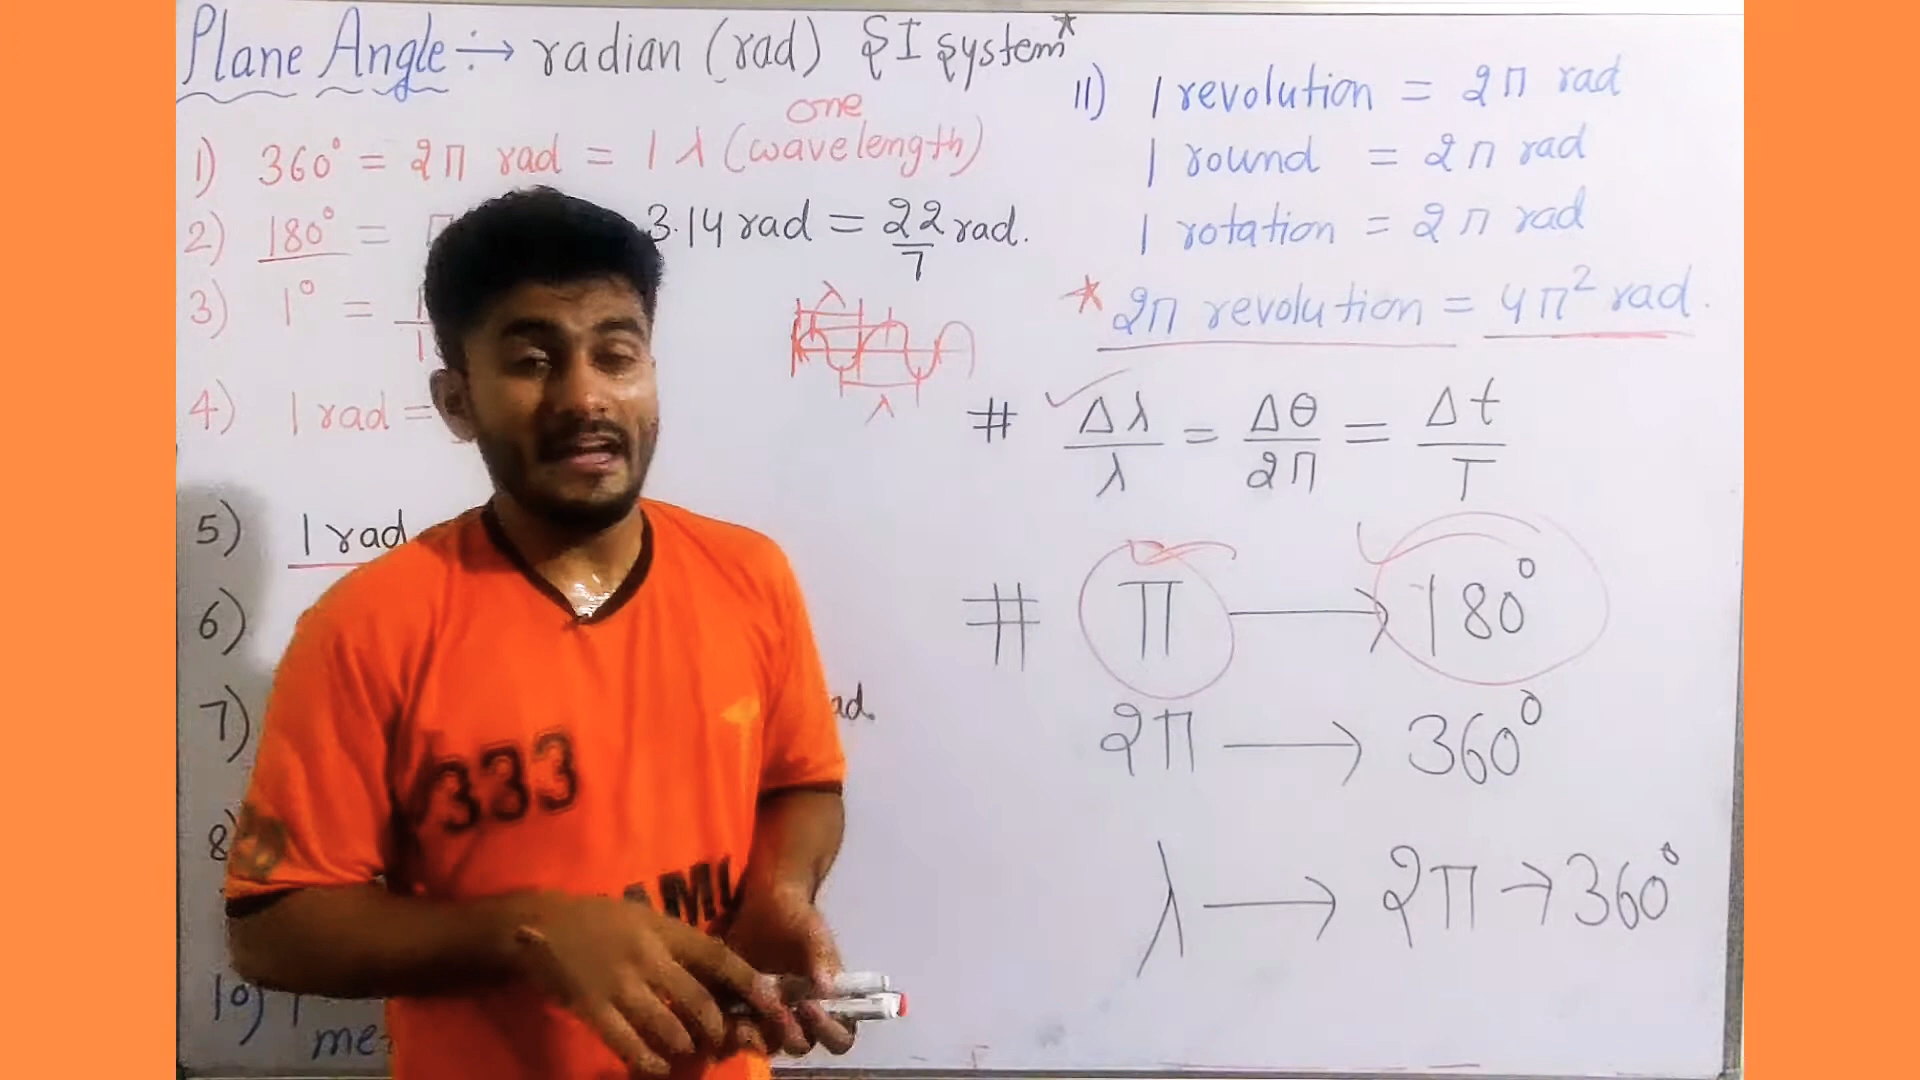 Plane Angle :→ radian (rad) SI system*
one
1) 360° = 2π rad = 1 λ (wavelength)
2) 180° = 3.14 rad = 22/7 rad.
3) 1° =
4) 1 rad =
λ
λ
5) 1 rad
6)
7) ad
8)
10)
me
11) 1 revolution = 2π rad
1 round = 2π rad
1 rotation = 2π rad
* 2π revolution = 4π² rad.
# Δλ/λ = Δθ/2π = Δt/T
# π → 180°
2π → 360°
λ → 2π → 360°
333